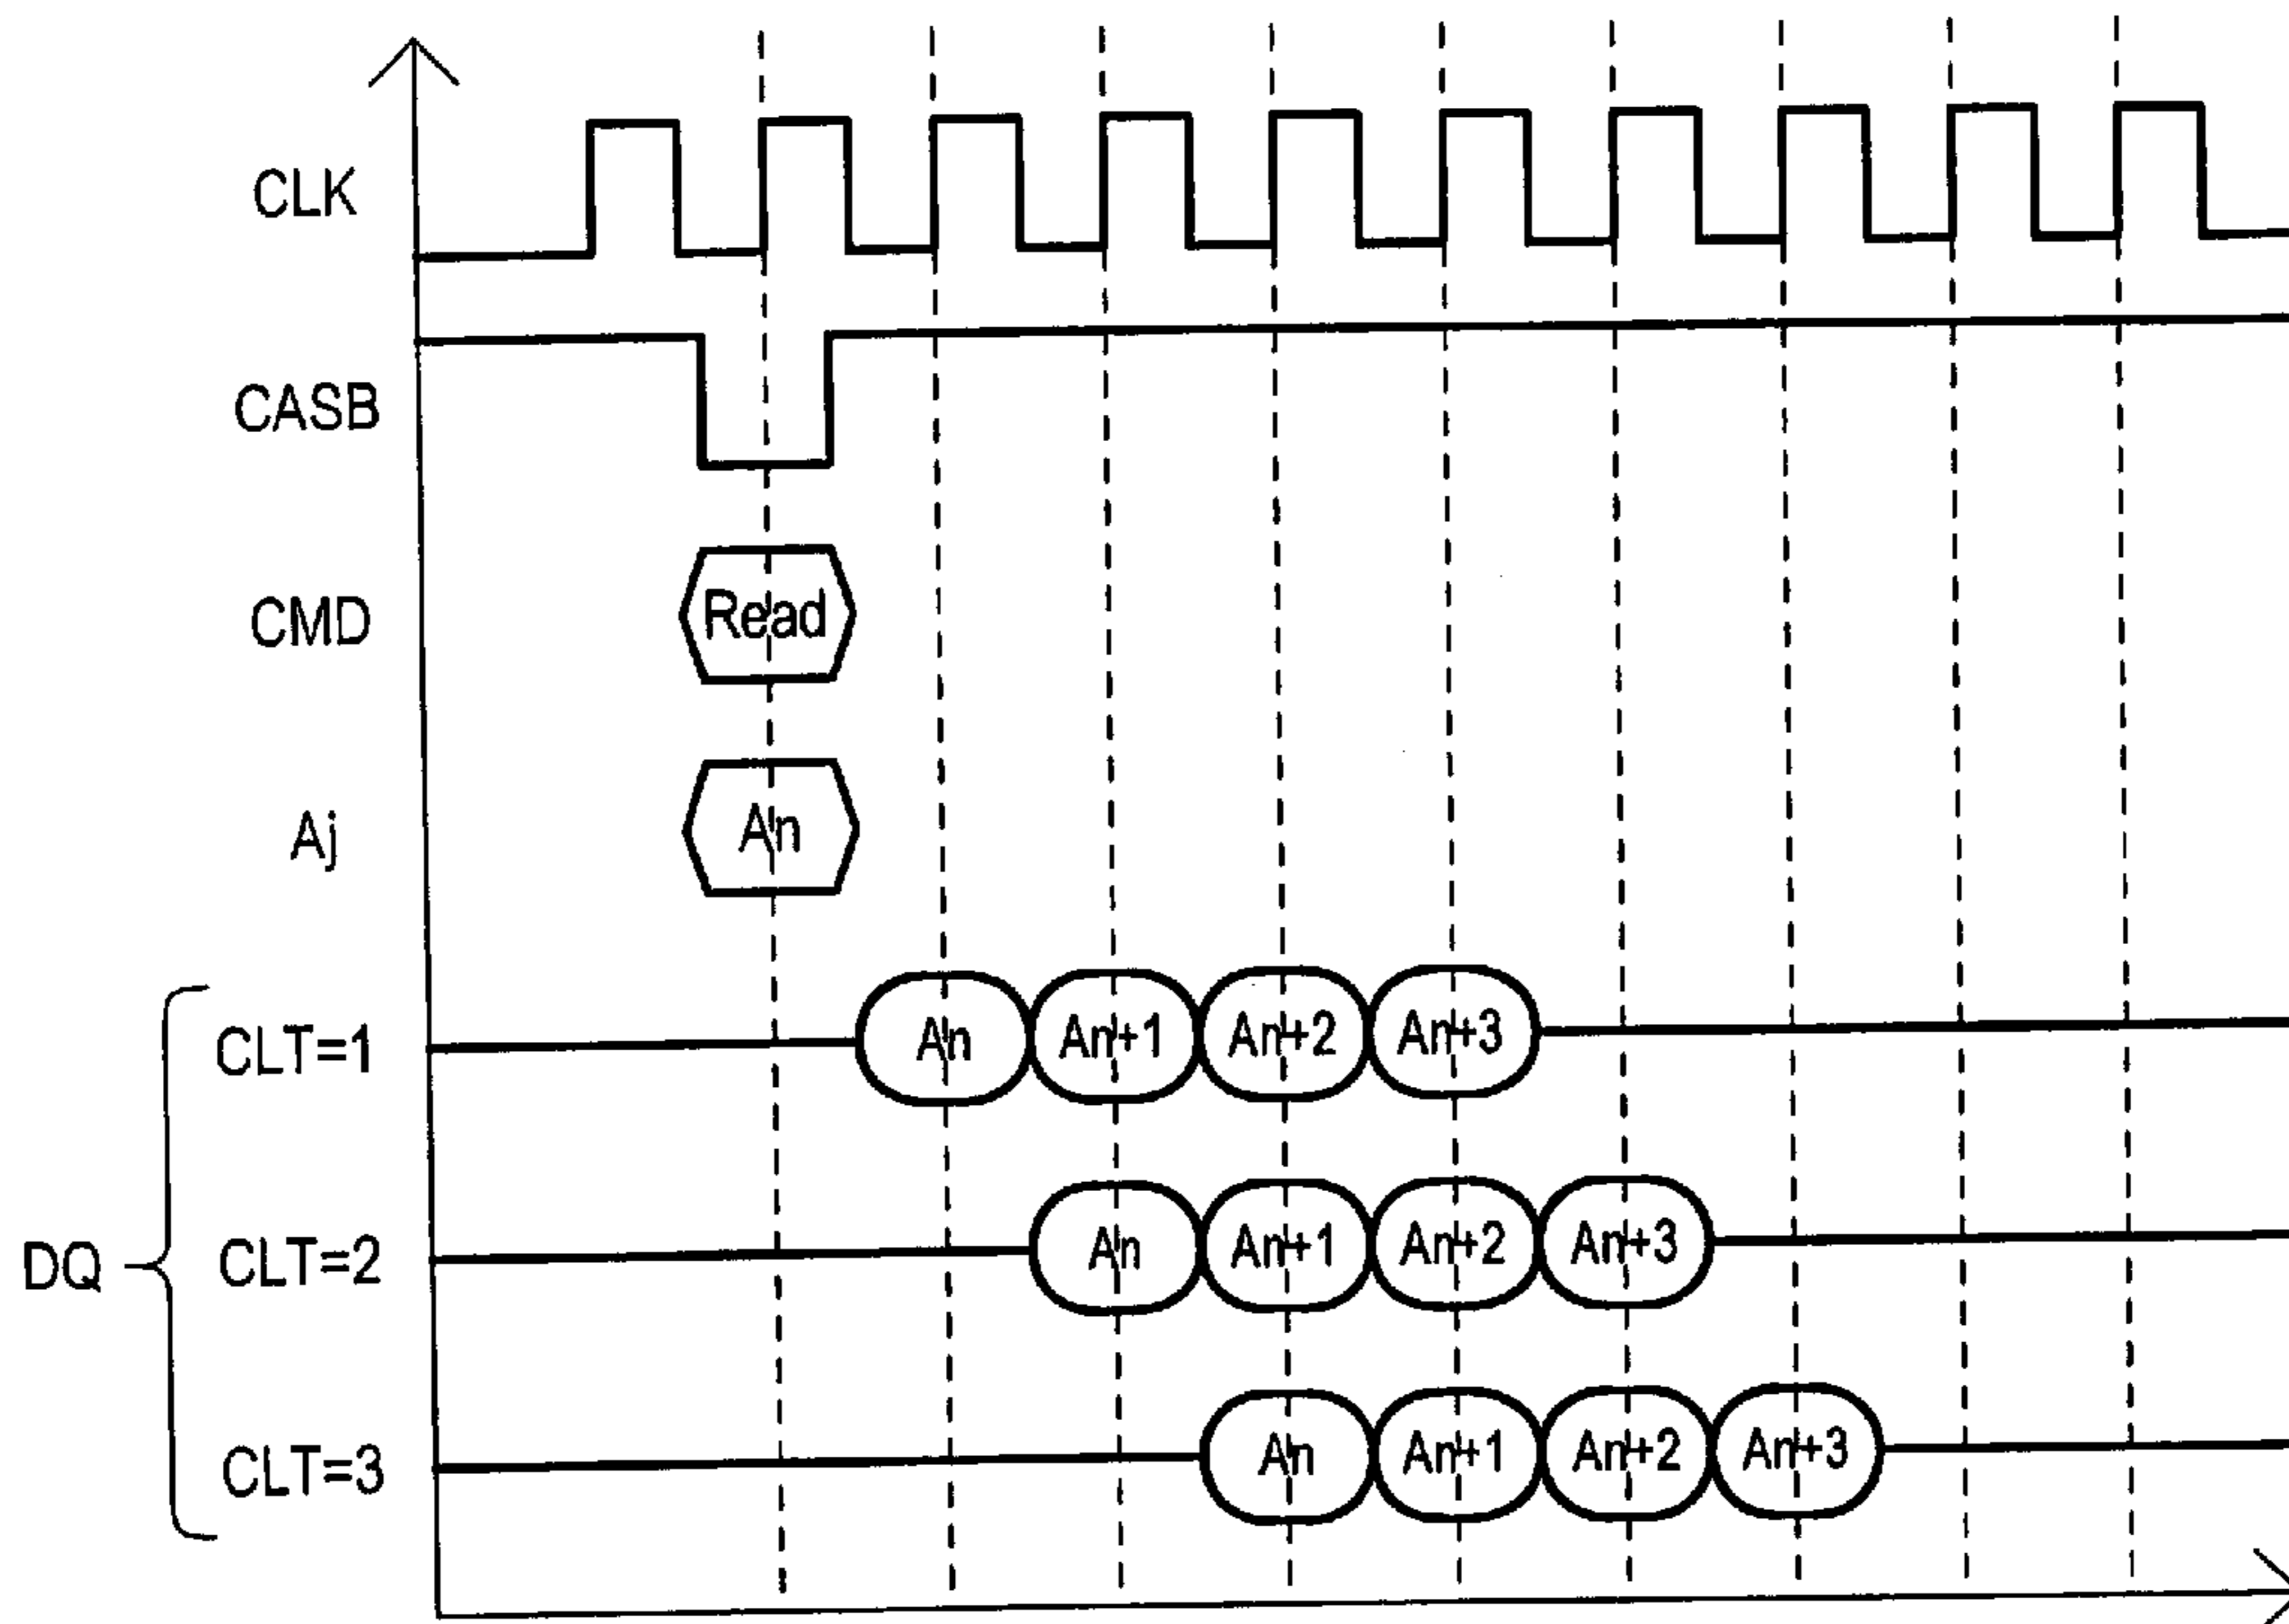 CLK
CASB
CMD
Read
Aj
An
CLT=1
An An+1 An+2 An+3
DQ
CLT=2
An An+1 An+2 An+3
CLT=3
An An+1 An+2 An+3